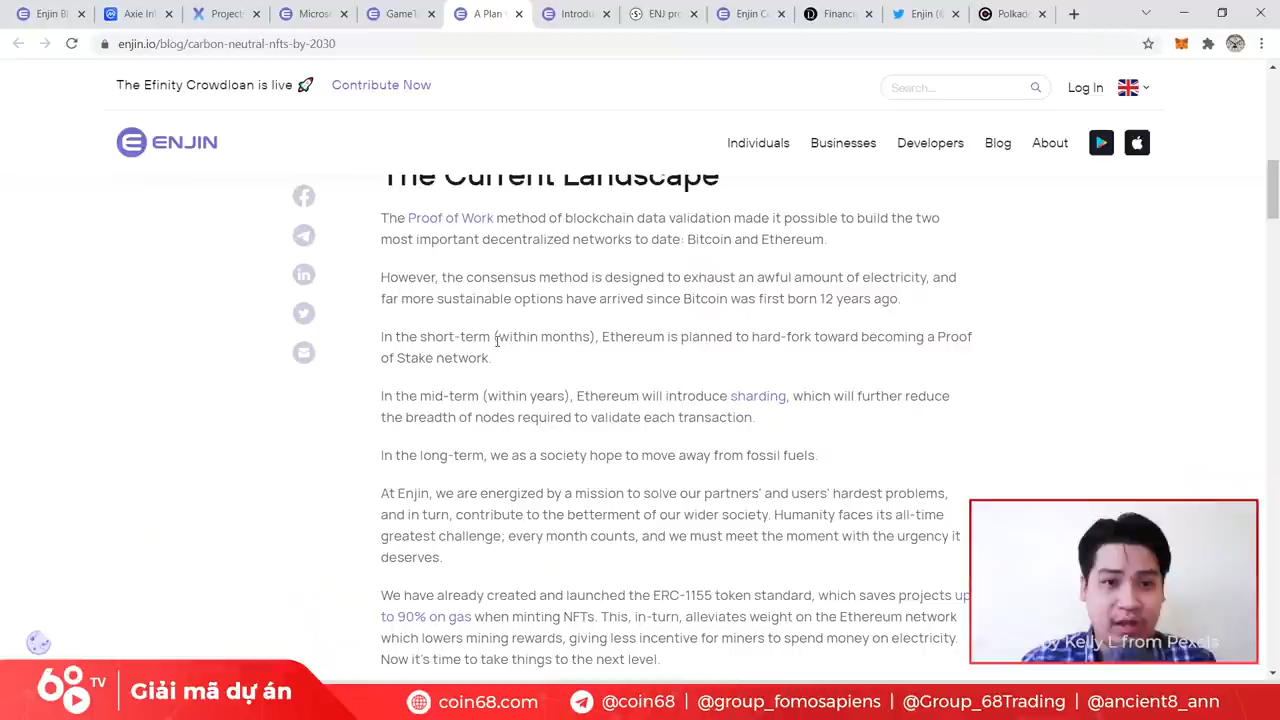 Enjin Bl
Axie Inf
Project
Micros
GameT
A Plan
Introdu
ENJ pr
Enjin C
Financi
Enjin (
Polkad
enjin.io/blog/carbon-neutral-nfts-by-2030
The Efinity Crowdloan is live 🚀 Contribute Now
Search...
Log In
ENJIN
Individuals Businesses Developers Blog About
The Current Landscape
The Proof of Work method of blockchain data validation made it possible to build the two
most important decentralized networks to date: Bitcoin and Ethereum.
However, the consensus method is designed to exhaust an awful amount of electricity, and
far more sustainable options have arrived since Bitcoin was first born 12 years ago.
In the short-term (within months), Ethereum is planned to hard-fork toward becoming a Proof
of Stake network.
In the mid-term (within years), Ethereum will introduce sharding, which will further reduce
the breadth of nodes required to validate each transaction.
In the long-term, we as a society hope to move away from fossil fuels.
At Enjin, we are energized by a mission to solve our partners' and users' hardest problems,
and in turn, contribute to the betterment of our wider society. Humanity faces its all-time
greatest challenge; every month counts, and we must meet the moment with the urgency it
deserves.
We have already created and launched the ERC-1155 token standard, which saves projects up
to 90% on gas when minting NFTs. This, in-turn, alleviates weight on the Ethereum network
which lowers mining rewards, giving less incentive for miners to spend money on electricity.
Now it's time to take things to the next level.
by Kelly L from Pexels
68 TV
Giải mã dự án
coin68.com
@coin68 | @group_fomosapiens | @Group_68Trading | @ancient8_ann